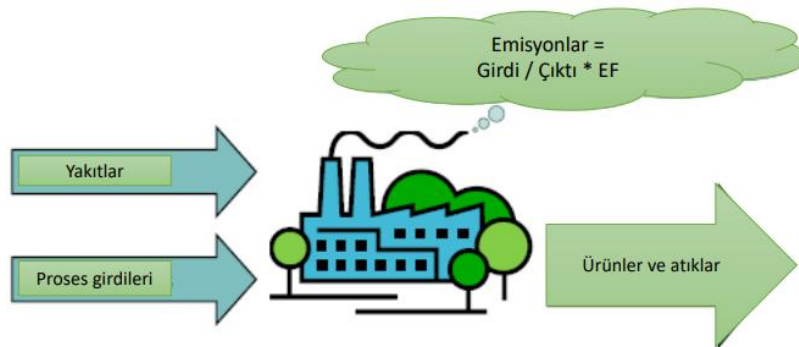 Emisyonlar =
Girdi / Çıktı * EF
Yakıtlar
Proses girdileri
Ürünler ve atıklar